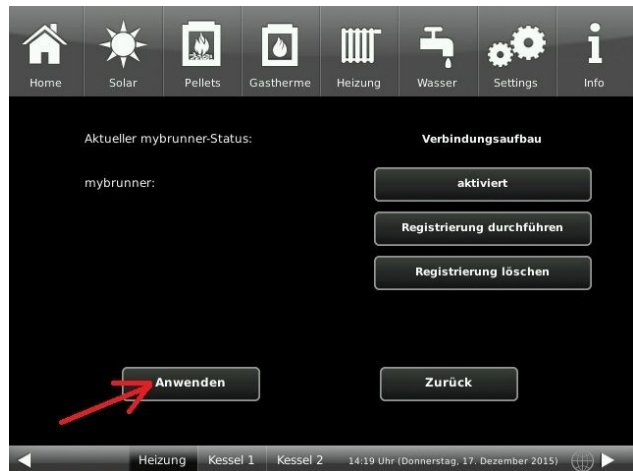 Home Solar Pellets Gastherme Heizung Wasser Settings Info
Aktueller mybrunner-Status: Verbindungsaufbau
mybrunner: aktiviert
Registrierung durchführen
Registrierung löschen
Anwenden Zurück
Heizung Kessel 1 Kessel 2 14:19 Uhr (Donnerstag, 17. Dezember 2015)